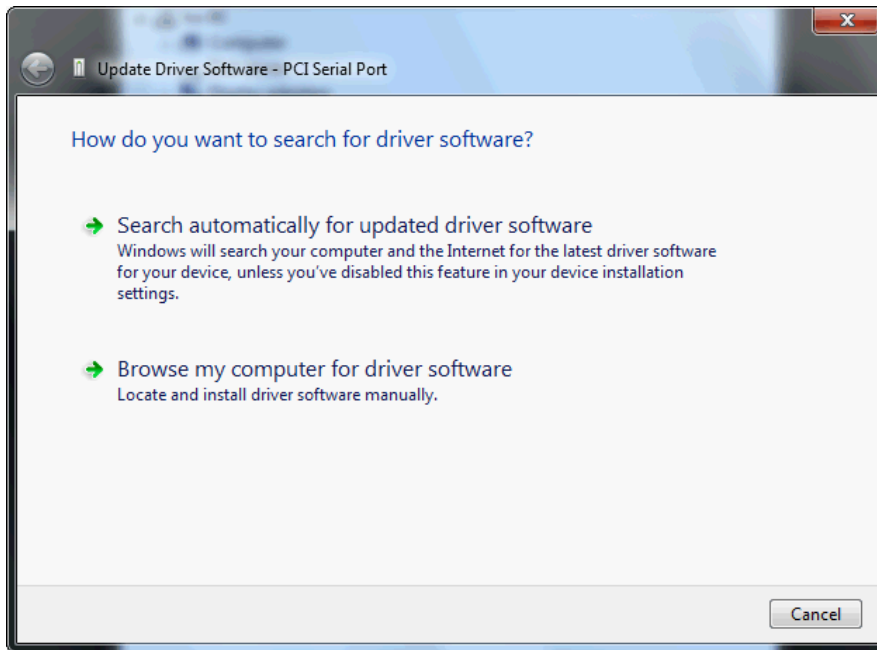 Computer
Update Driver Software - PCI Serial Port
How do you want to search for driver software?
Search automatically for updated driver software
Windows will search your computer and the Internet for the latest driver software
for your device, unless you've disabled this feature in your device installation
settings.
Browse my computer for driver software
Locate and install driver software manually.
Cancel